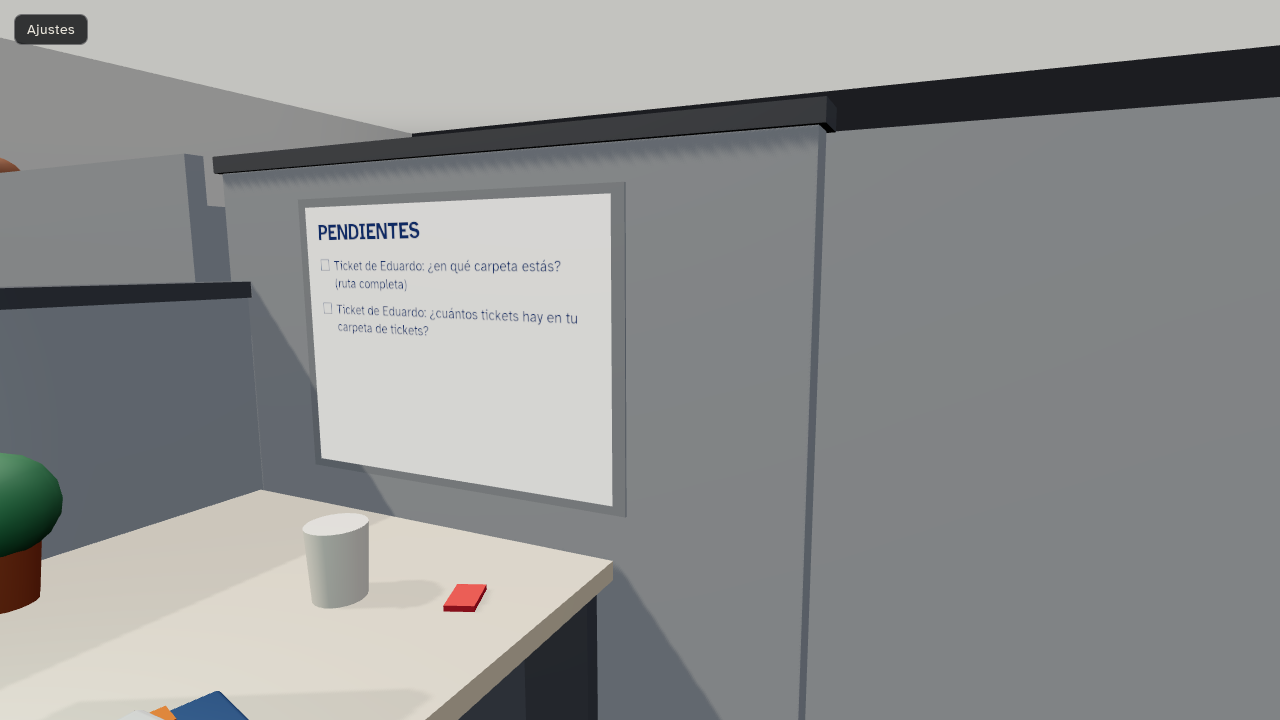 Ajustes
PENDIENTES
☐ Ticket de Eduardo: ¿en qué carpeta estás?
(ruta completa)
☐ Ticket de Eduardo: ¿cuántos tickets hay en tu
carpeta de tickets?